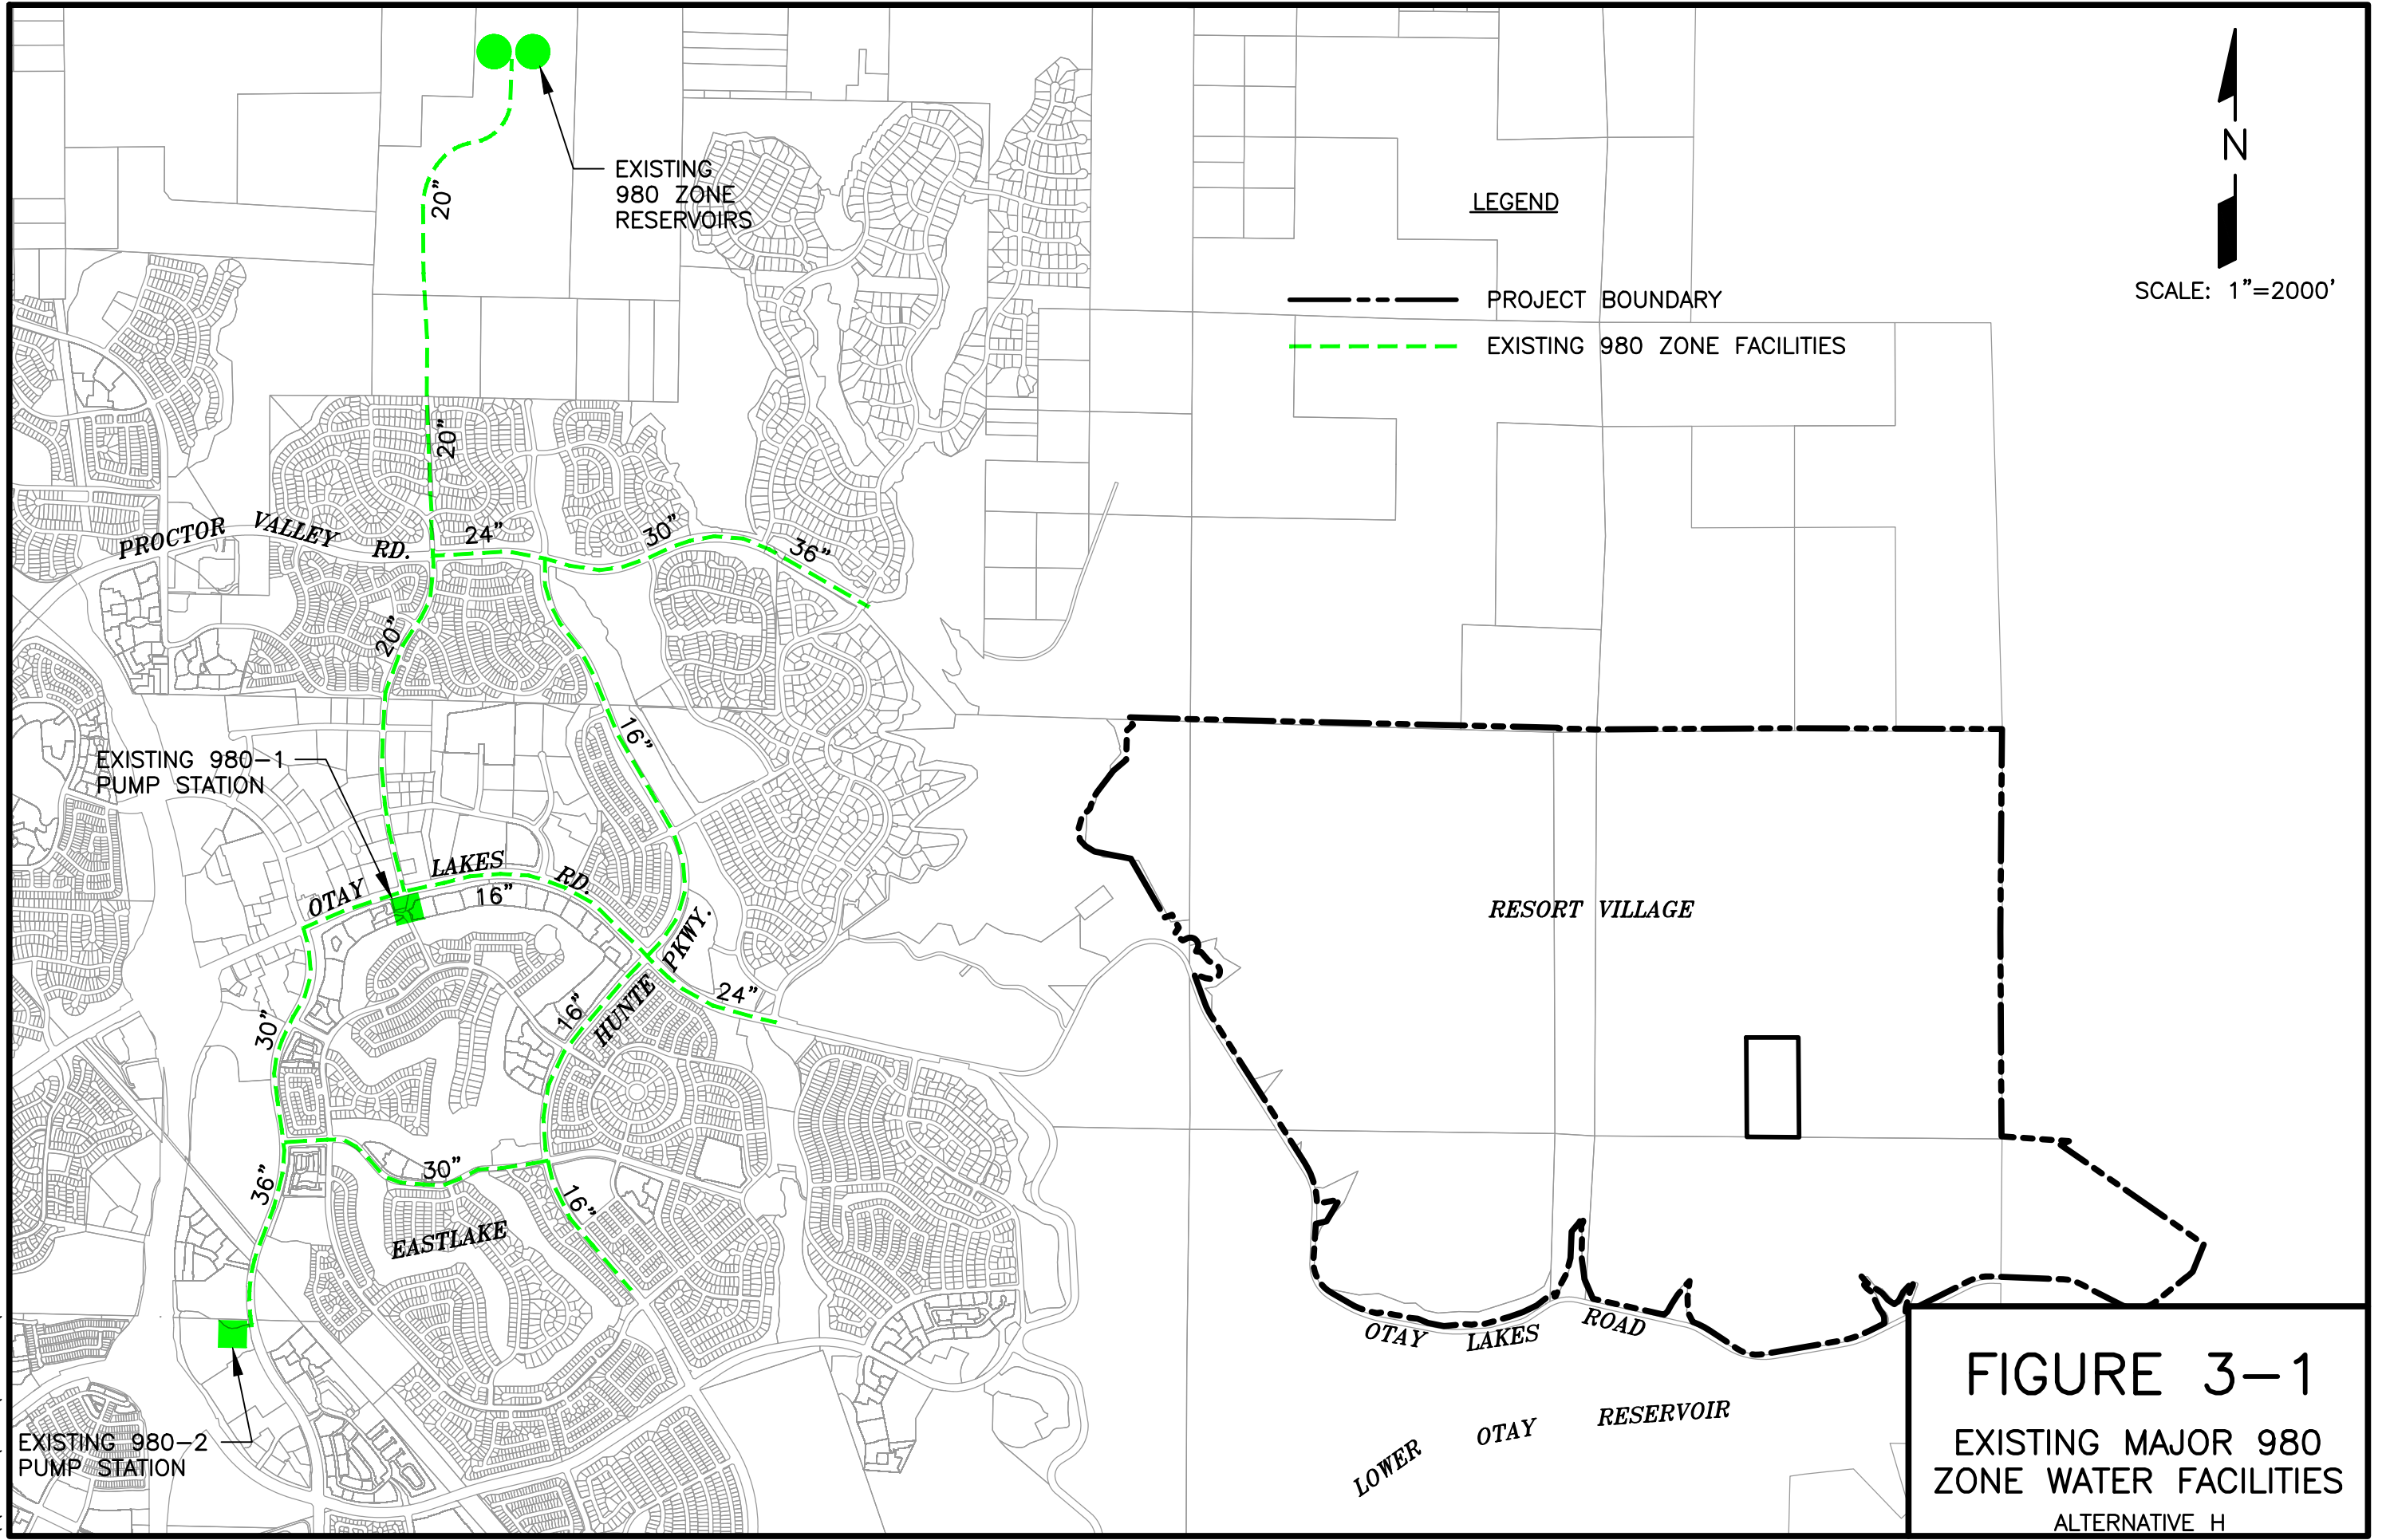 EXISTING
980 ZONE
RESERVOIRS
20"
LEGEND
PROJECT BOUNDARY
EXISTING 980 ZONE FACILITIES
N
SCALE: 1"=2000'
20"
PROCTOR VALLEY RD.
24"
30"
36"
20"
16"
EXISTING 980-1
PUMP STATION
OTAY LAKES RD.
16"
HUNTE PKWY.
24"
16"
30"
RESORT VILLAGE
36"
30"
16"
EASTLAKE
EXISTING 980-2
PUMP STATION
OTAY LAKES ROAD
LOWER OTAY RESERVOIR
FIGURE 3-1
EXISTING MAJOR 980
ZONE WATER FACILITIES
ALTERNATIVE H